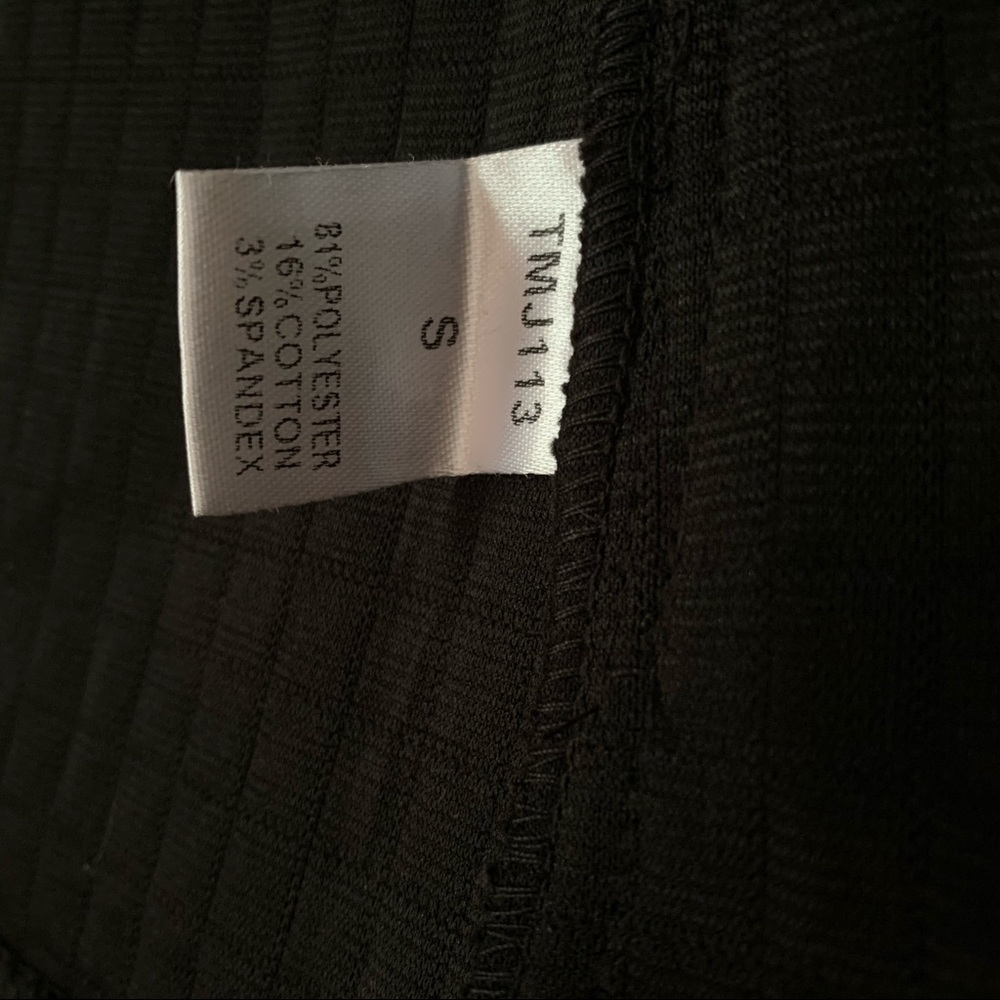 TMJ113
S
81%POLYESTER
16%COTTON
3%SPANDEX